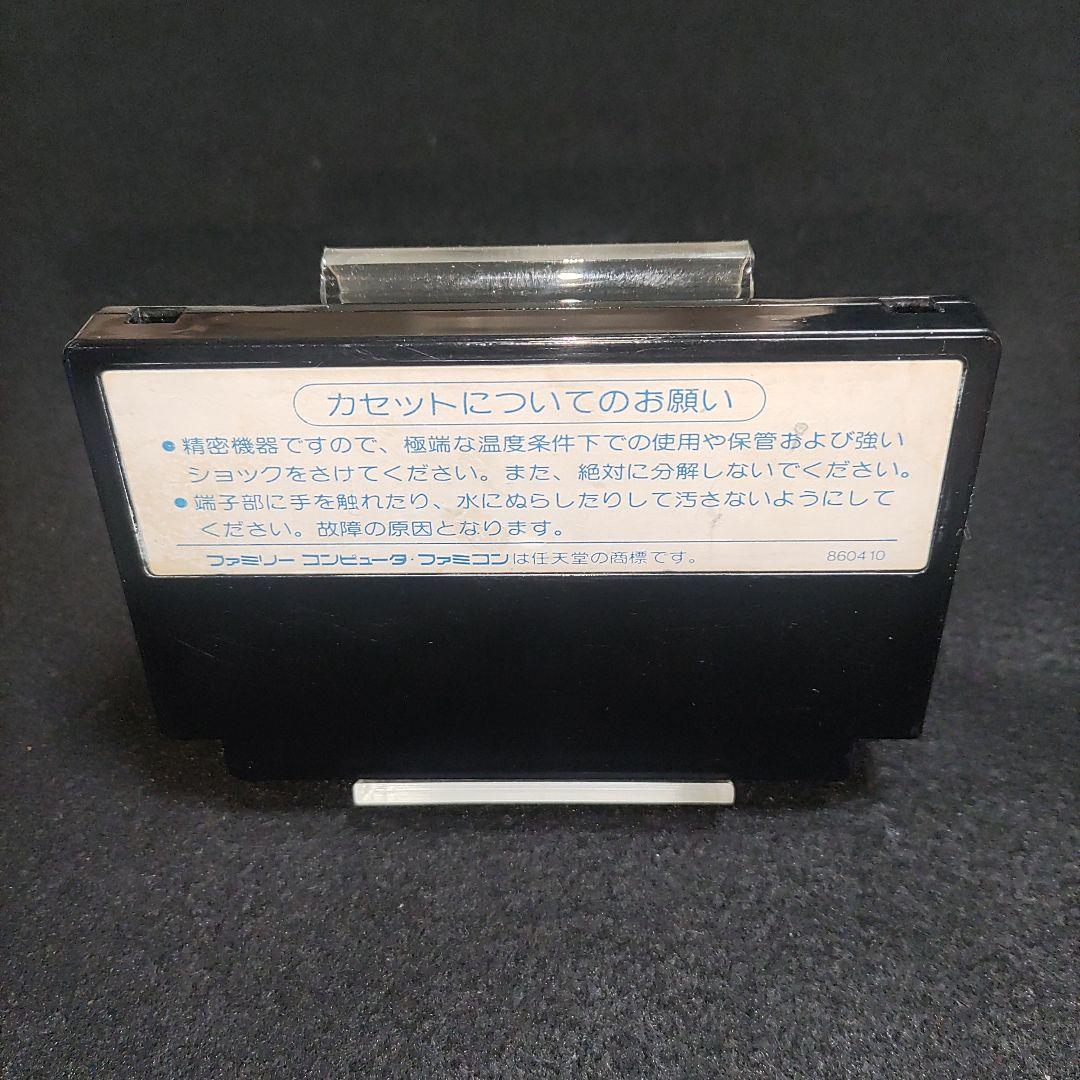 カセットについてのお願い
●精密機器ですので、極端な温度条件下での使用や保管および強い
ショックをさけてください。また、絶対に分解しないでください。
●端子部に手を触れたり、水にぬらしたりして汚さないようにして
ください。故障の原因となります。
ファミリー コンピュータ・ファミコンは任天堂の商標です。 860410